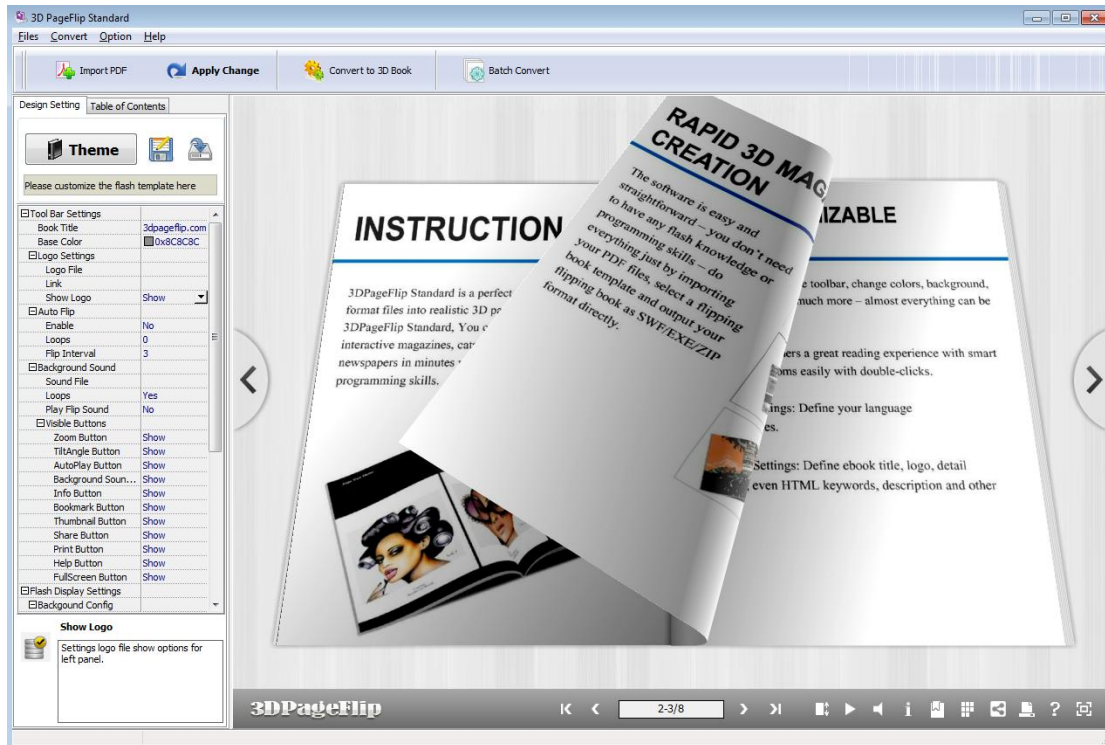 3D PageFlip Standard
Files Convert Option Help
Import PDF Apply Change Convert to 3D Book Batch Convert
Design Setting Table of Contents
Theme
Please customize the flash template here
Tool Bar Settings
Book Title 3dpageflip.com
Base Color 0x8C8C8C
Logo Settings
Logo File
Link
Show Logo Show
Auto Flip
Enable No
Loops 0
Flip Interval 3
Background Sound
Sound File
Loops Yes
Play Flip Sound No
Visible Buttons
Zoom Button Show
TiltAngle Button Show
AutoPlay Button Show
Background Soun... Show
Info Button Show
Bookmark Button Show
Thumbnail Button Show
Share Button Show
Print Button Show
Help Button Show
FullScreen Button Show
Flash Display Settings
Backgound Config
Show Logo
Settings logo file show options for
left panel.
INSTRUCTION
3DPageFlip Standard is a perfect
format files into realistic 3D
3DPageFlip Standard, You
interactive magazines,
newspapers in minutes
programming skills.
RAPID 3D MAG
CREATION
The software is easy and
straightforward – you don't need
to have any flash knowledge or
programming skills – do
everything just by importing
your PDF files, select a flipping
book template and output your
flipping book as SWF/EXE/ZIP
format directly.
IZABLE
e toolbar, change colors, background,
much more – almost everything can be
ers a great reading experience with smart
oms easily with double-clicks.
ings: Define your language
es.
Settings: Define ebook title, logo, detail
even HTML keywords, description and other
3DPageFlip
2-3/8